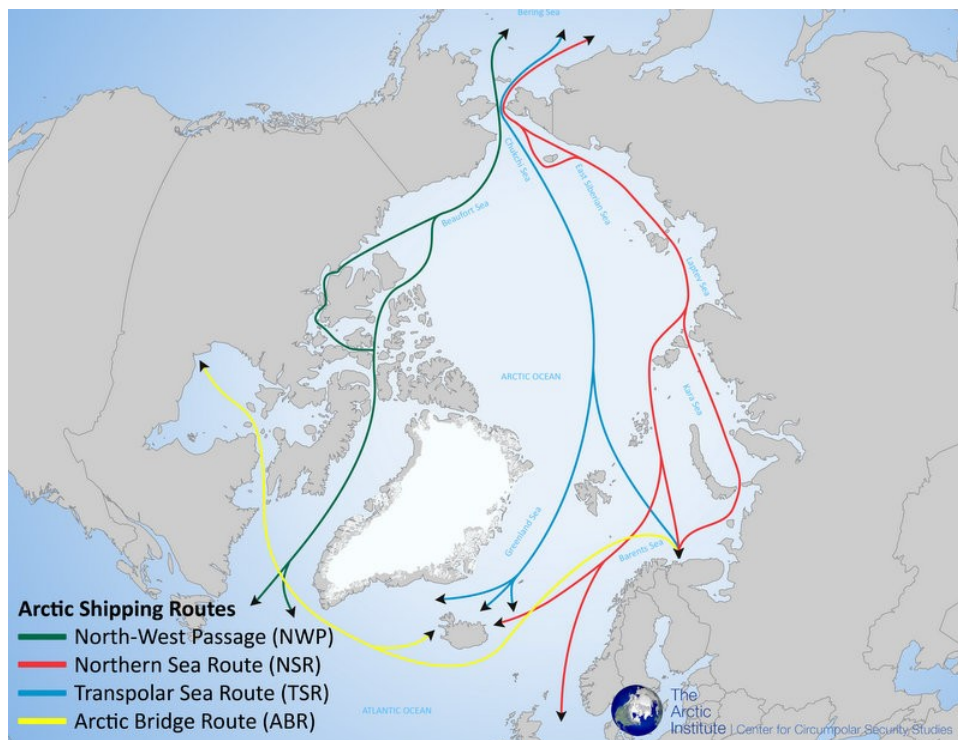 Bering Sea
Chukchi Sea
East Siberian Sea
Beaufort Sea
Laptev Sea
ARCTIC OCEAN
Kara Sea
Greenland Sea
Barents Sea
Arctic Shipping Routes
North-West Passage (NWP)
Northern Sea Route (NSR)
Transpolar Sea Route (TSR)
Arctic Bridge Route (ABR)
ATLANTIC OCEAN
The
Arctic
Institute | Center for Circumpolar Security Studies